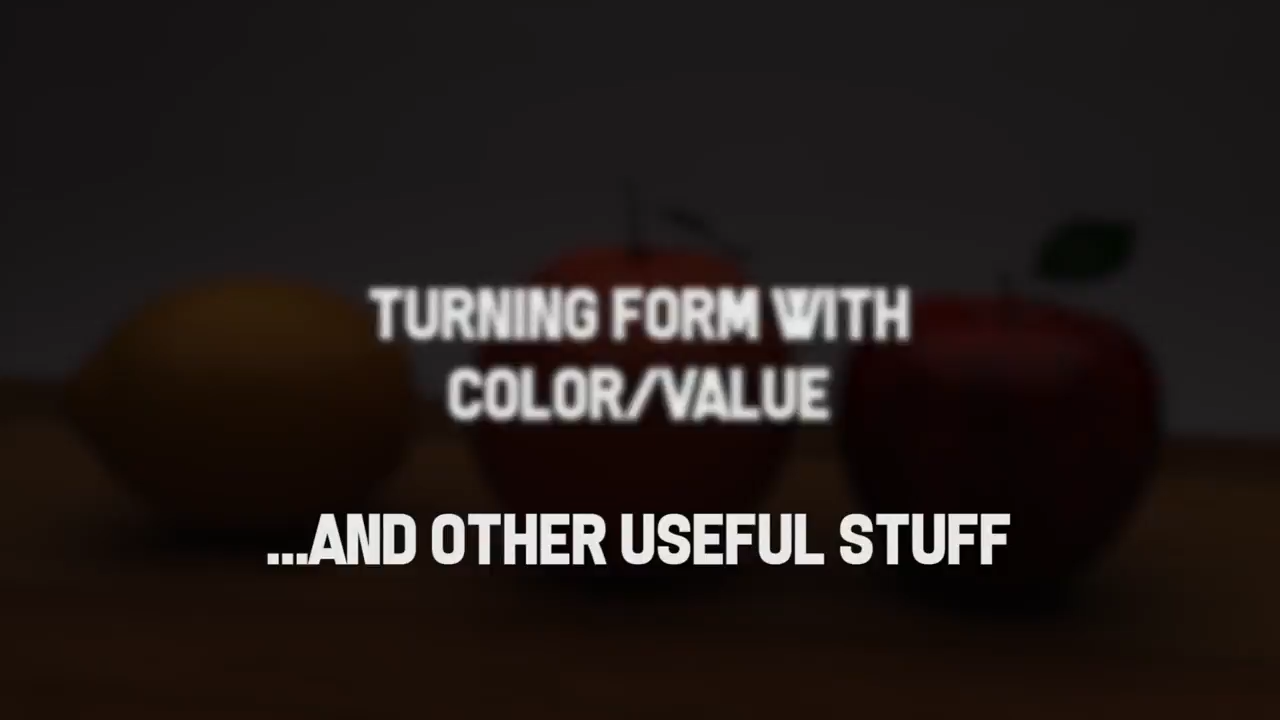 TURNING FORM WITH
COLOR/VALUE
...AND OTHER USEFUL STUFF